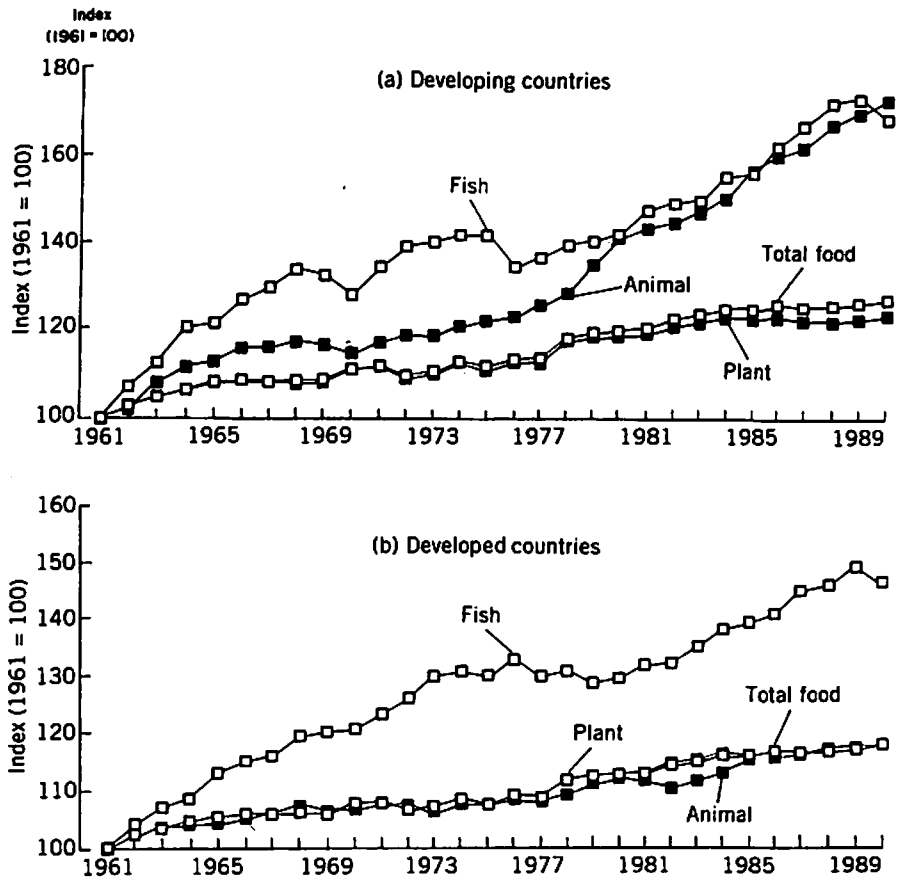 Index
(1961 = 100)
180
160
140
120
100
Index (1961 = 100)
(a) Developing countries
Fish
Animal
Total food
Plant
1961 1965 1969 1973 1977 1981 1985 1989
160
150
140
130
120
110
100
Index (1961 = 100)
(b) Developed countries
Fish
Plant
Total food
Animal
1961 1965 1969 1973 1977 1981 1985 1989